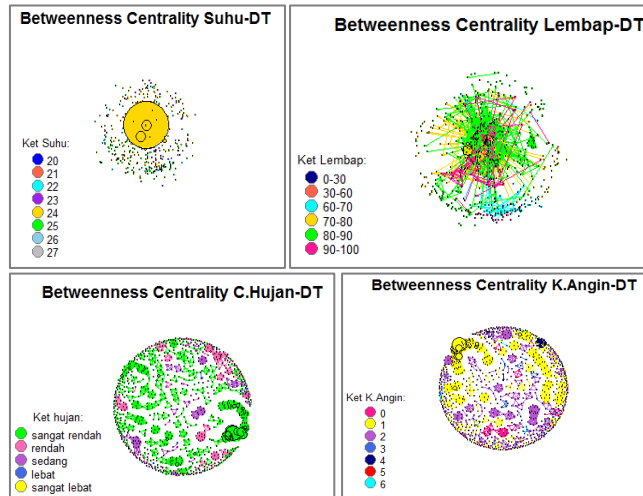 Betweenness Centrality Suhu-DT
Ket Suhu:
20
21
22
23
24
25
26
27
Betweenness Centrality Lembap-DT
Ket Lembap:
0-30
30-60
60-70
70-80
80-90
90-100
Betweenness Centrality C.Hujan-DT
Ket hujan:
sangat rendah
rendah
sedang
lebat
sangat lebat
Betweenness Centrality K.Angin-DT
Ket K.Angin:
0
1
2
3
4
5
6